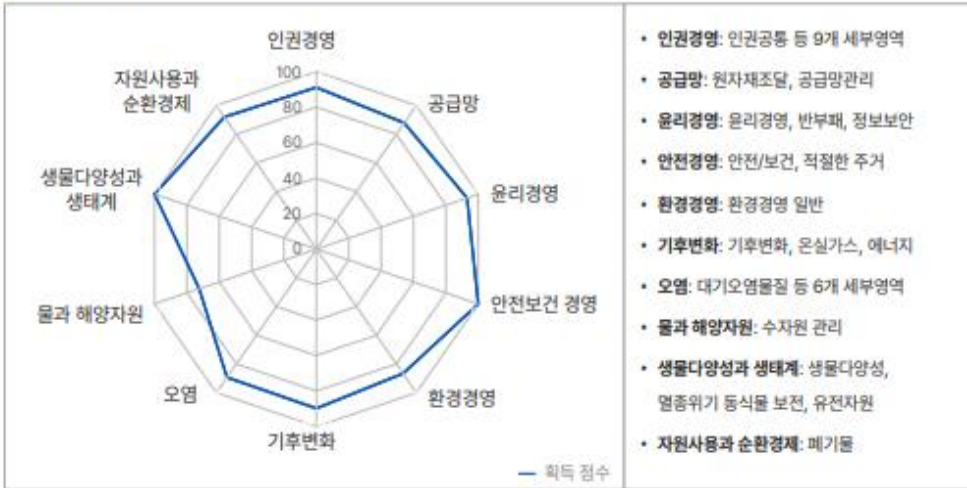 인권경영
자원사용과
순환경제
공급망
생물다양성과
생태계
윤리경영
물과 해양자원
안전보건 경영
오염
환경경영
기후변화
100
80
60
40
20
0
획득 점수
• 인권경영: 인권공통 등 9개 세부영역
• 공급망: 원자재조달, 공급망관리
• 윤리경영: 윤리경영, 반부패, 정보보안
• 안전경영: 안전/보건, 적절한 주거
• 환경경영: 환경경영 일반
• 기후변화: 기후변화, 온실가스, 에너지
• 오염: 대기오염물질 등 6개 세부영역
• 물과 해양자원: 수자원 관리
• 생물다양성과 생태계: 생물다양성,
멸종위기 동식물 보전, 유전자원
• 자원사용과 순환경제: 폐기물